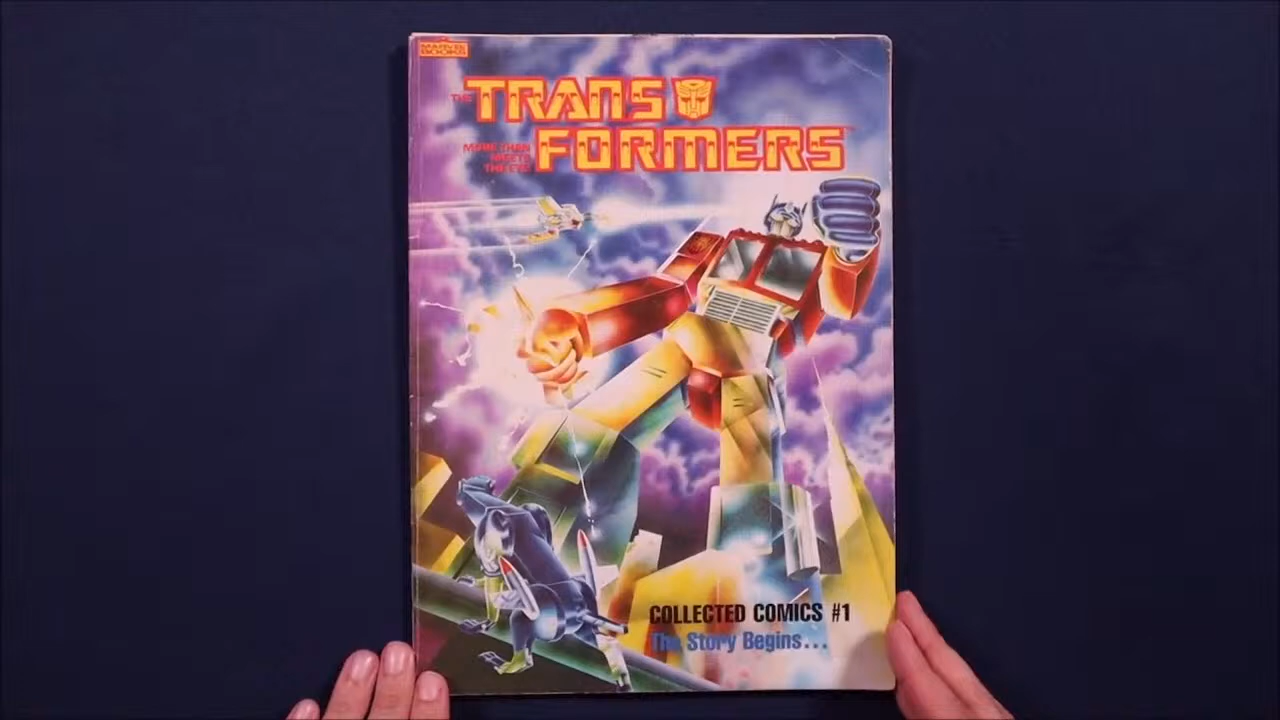 MARVEL
BOOKS
THE TRANS
FORMERS
MORE THAN
MEETS
THE EYE
COLLECTED COMICS #1
The Story Begins...